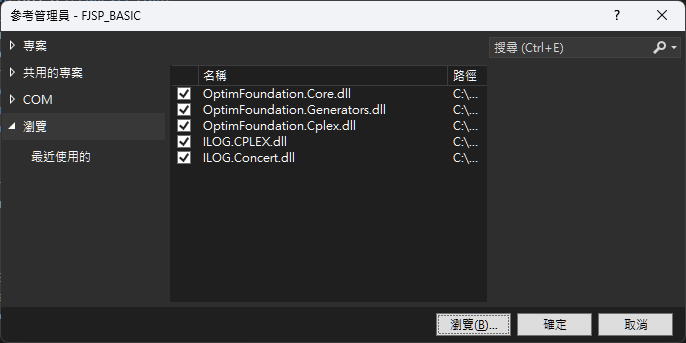 參考管理員 - FJSP_BASIC
?
專案
共用的專案
COM
瀏覽
最近使用的
搜尋 (Ctrl+E)
名稱 路徑
OptimFoundation.Core.dll C:\...
OptimFoundation.Generators.dll C:\...
OptimFoundation.Cplex.dll C:\...
ILOG.CPLEX.dll C:\...
ILOG.Concert.dll C:\...
瀏覽(B)... 確定 取消